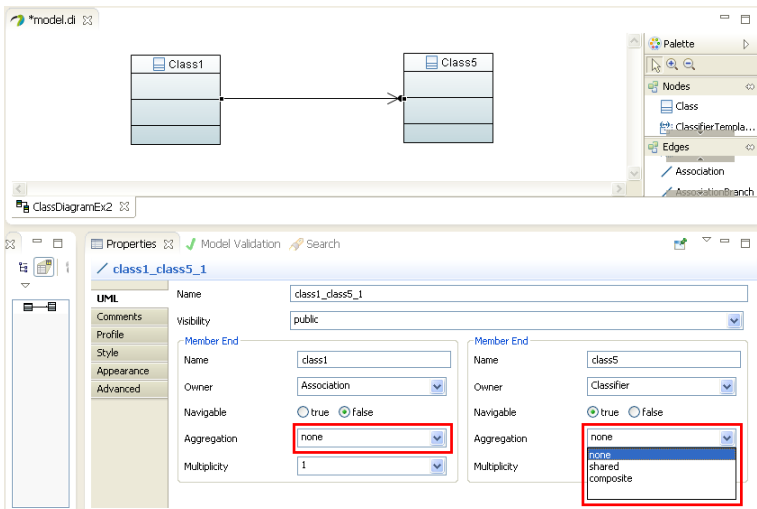 *model.di
Class1
Class5
Palette
Nodes
Class
ClassifierTempla...
Edges
Association
AssociationBranch
ClassDiagramEx2
Properties
Model Validation
Search
class1_class5_1
UML
Comments
Profile
Style
Appearance
Advanced
Name
class1_class5_1
Visibility
public
Member End
Name
class1
Owner
Association
Navigable
true
false
Aggregation
none
Multiplicity
1
Member End
Name
class5
Owner
Classifier
Navigable
true
false
Aggregation
none
none
shared
composite
Multiplicity